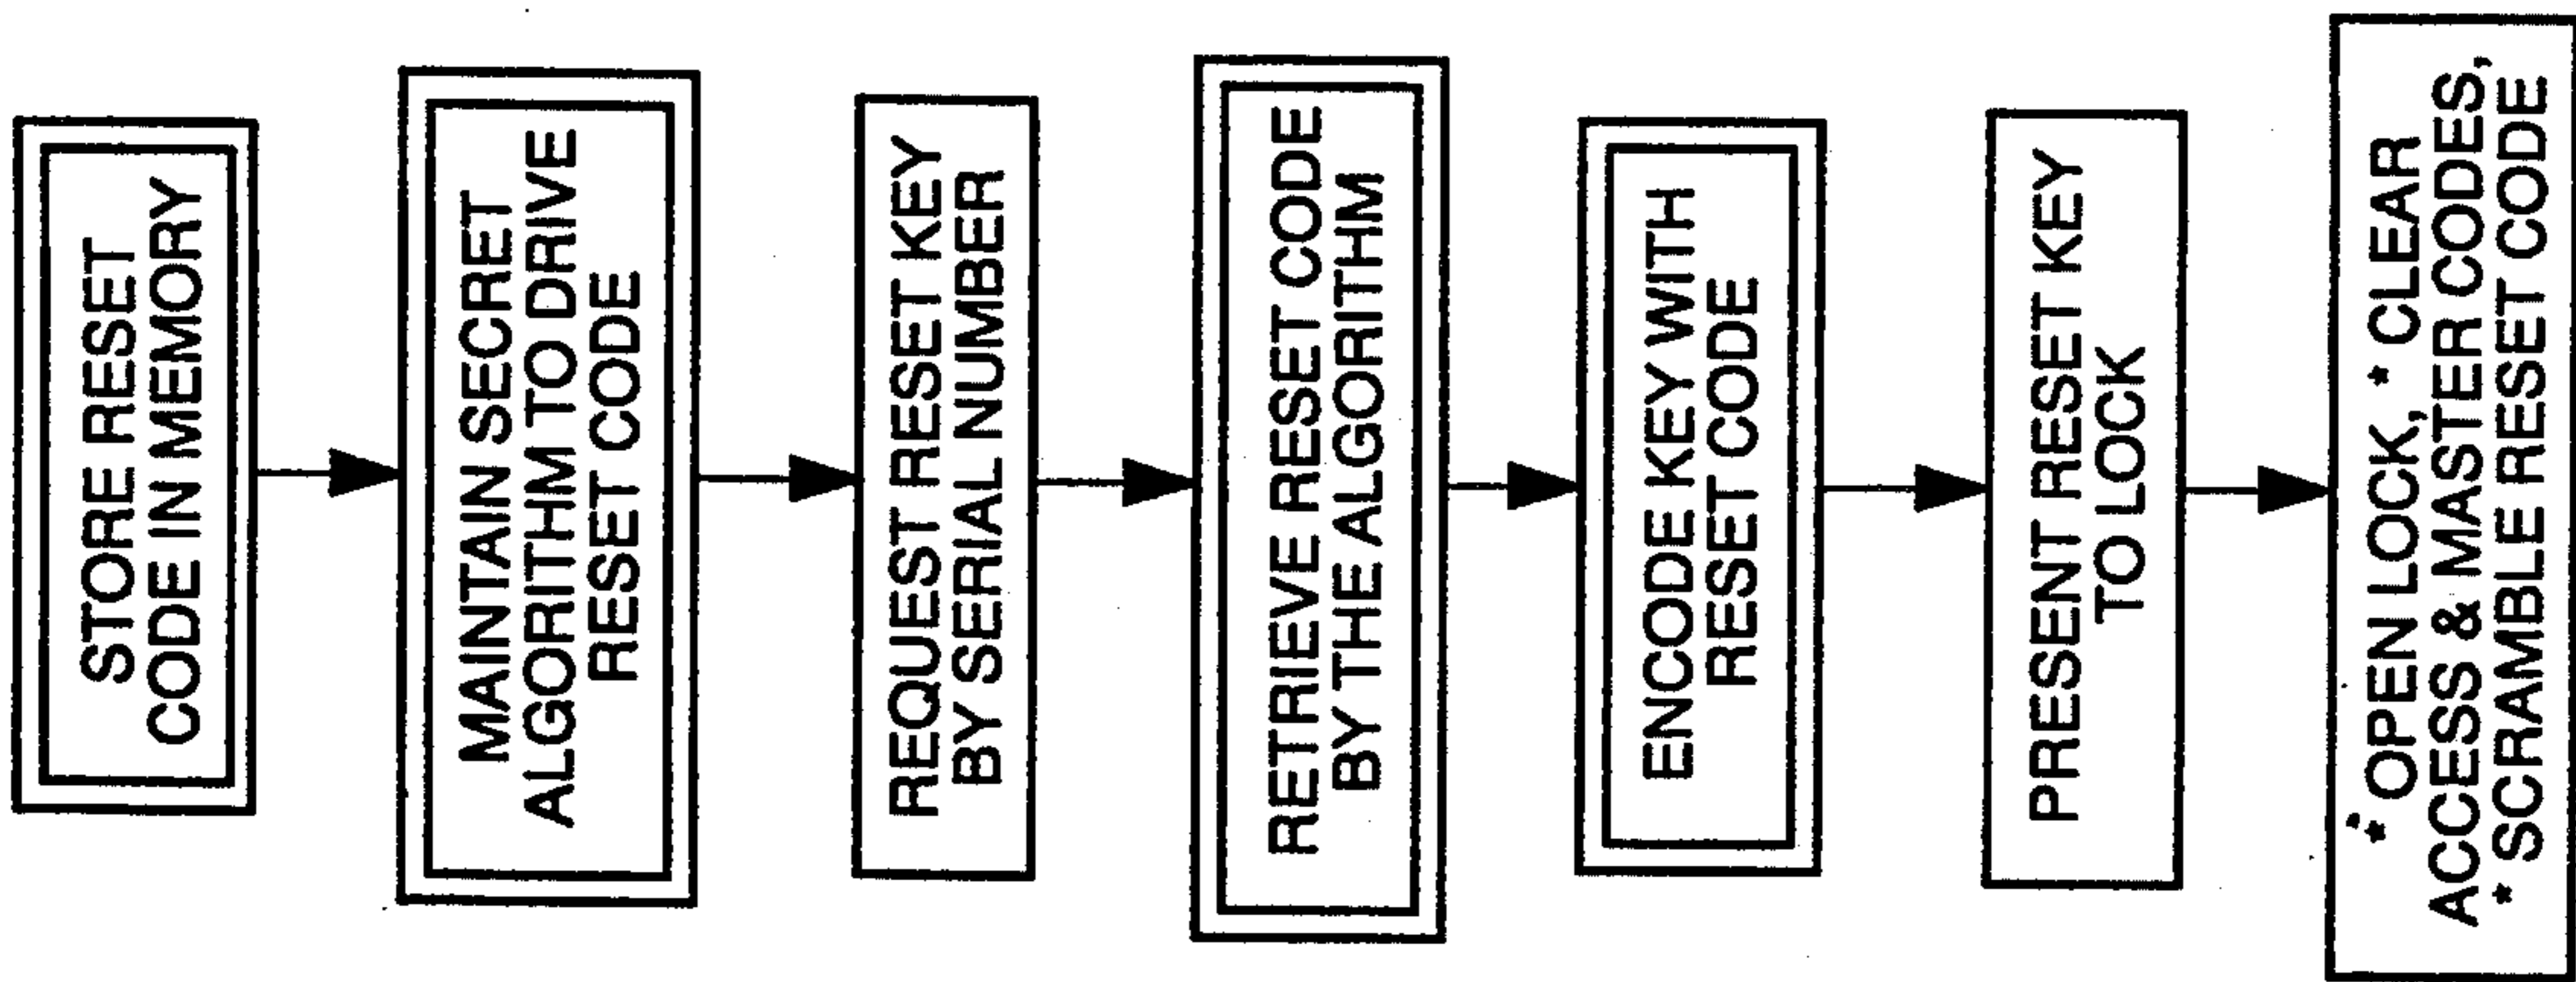 STORE RESET
CODE IN MEMORY
MAINTAIN SECRET
ALGORITHM TO DRIVE
RESET CODE
REQUEST RESET KEY
BY SERIAL NUMBER
RETRIEVE RESET CODE
BY THE ALGORITHM
ENCODE KEY WITH
RESET CODE
PRESENT RESET KEY
TO LOCK
* OPEN LOCK, * CLEAR
ACCESS & MASTER CODES,
* SCRAMBLE RESET CODE